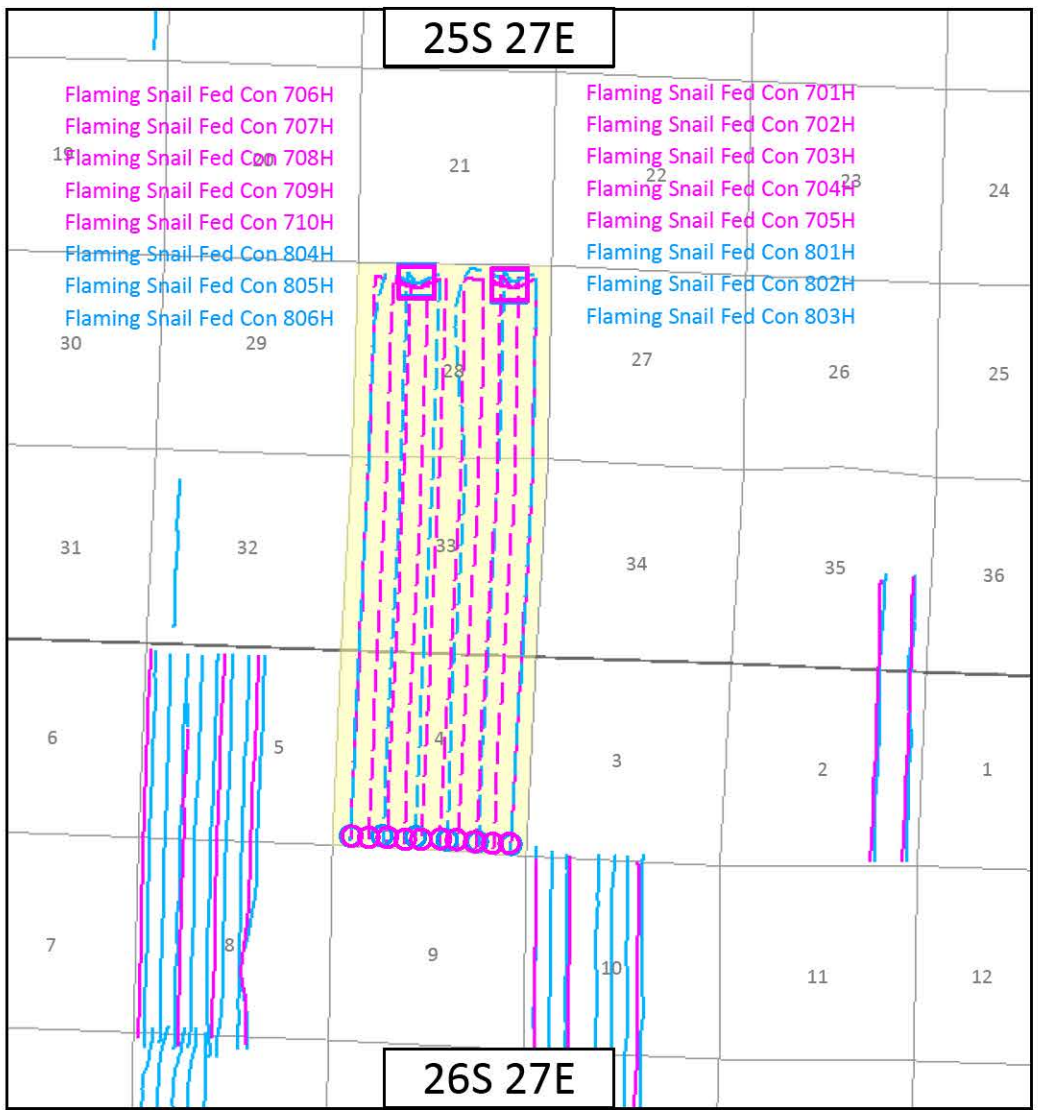 25S 27E
Flaming Snail Fed Con 706H
Flaming Snail Fed Con 707H
Flaming Snail Fed Con 708H
Flaming Snail Fed Con 709H
Flaming Snail Fed Con 710H
Flaming Snail Fed Con 804H
Flaming Snail Fed Con 805H
Flaming Snail Fed Con 806H
Flaming Snail Fed Con 701H
Flaming Snail Fed Con 702H
Flaming Snail Fed Con 703H
Flaming Snail Fed Con 704H
Flaming Snail Fed Con 705H
Flaming Snail Fed Con 801H
Flaming Snail Fed Con 802H
Flaming Snail Fed Con 803H
19
20
21
22
23
24
30
29
28
27
26
25
31
32
33
34
35
36
6
5
4
3
2
1
7
8
9
10
11
12
26S 27E